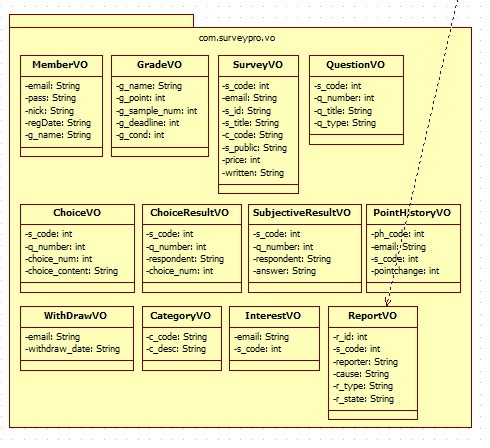 com.surveypro.vo
MemberVO
-email: String
-pass: String
-nick: String
-regDate: String
-g_name: String
GradeVO
-g_name: String
-g_point: int
-g_sample_num: int
-g_deadline: int
-g_cond: int
SurveyVO
-s_code: int
-email: String
-s_id: String
-s_title: String
-c_code: String
-s_public: String
-price: int
-written: String
QuestionVO
-s_code: int
-q_number: int
-q_title: String
-q_type: String
ChoiceVO
-s_code: int
-q_number: int
-choice_num: int
-choice_content: String
ChoiceResultVO
-s_code: int
-q_number: int
-respondent: String
-choice_num: int
SubjectiveResultVO
-s_code: int
-q_number: int
-respondent: String
-answer: String
PointHistoryVO
-ph_code: int
-email: String
-s_code: int
-pointchange: int
WithDrawVO
-email: String
-withdraw_date: String
CategoryVO
-c_code: String
-c_desc: String
InterestVO
-email: String
-s_code: int
ReportVO
-r_id: int
-s_code: int
-reporter: String
-cause: String
-r_type: String
-r_state: String